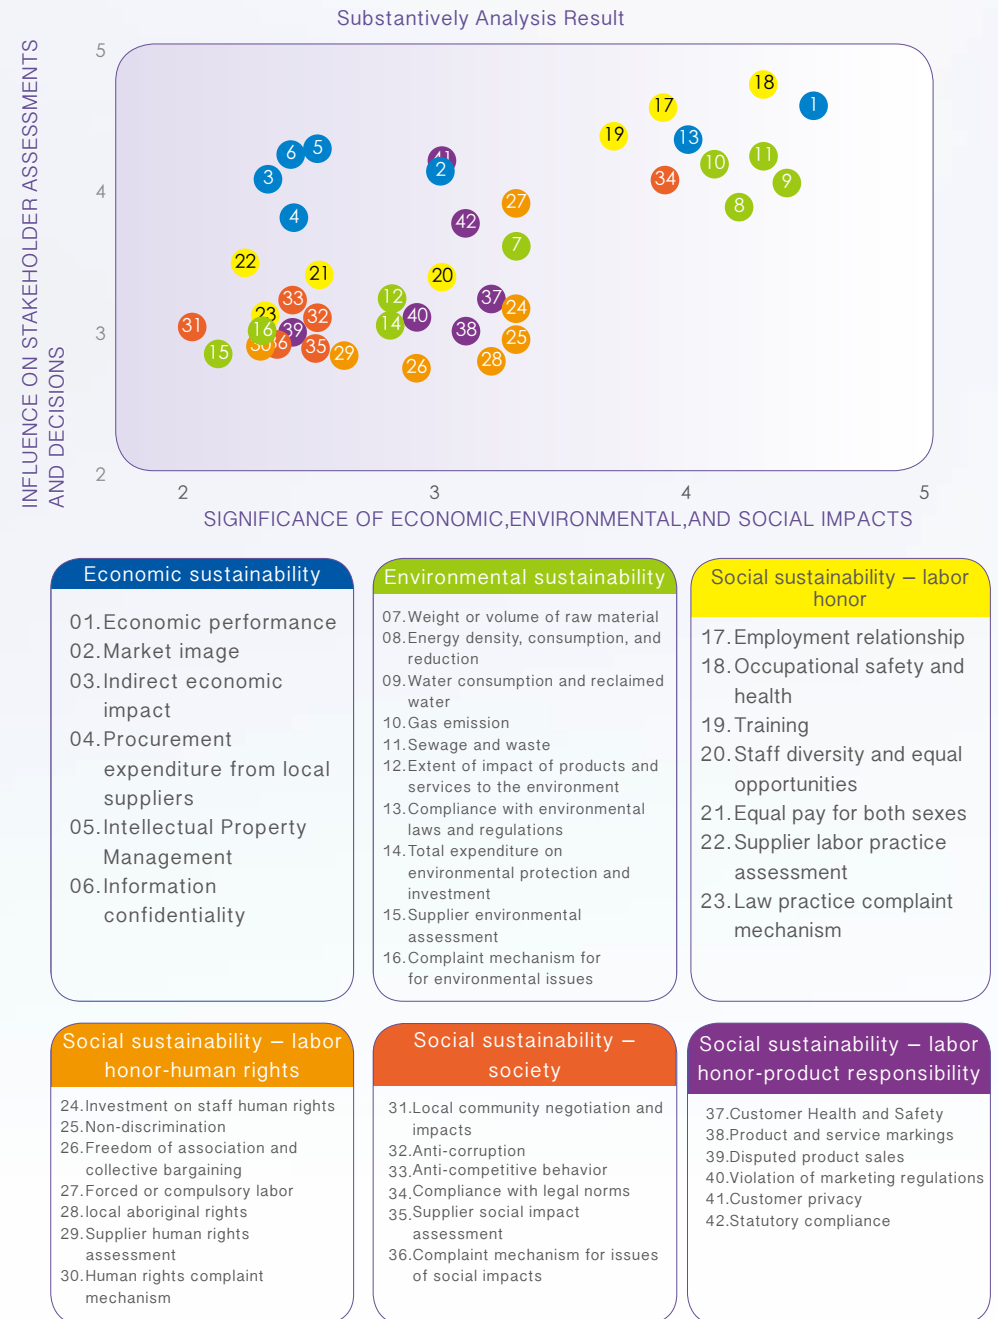 Substantively Analysis Result
INFLUENCE ON STAKEHOLDER ASSESSMENTS
AND DECISIONS
5
4
3
2
18
1
17
19
13
11
10
9
34
8
5
6
3
4
41
2
27
42
7
22
21
20
33
12
37
24
23
32
40
14
31
16
39
38
25
30
36
35
15
29
26
28
2
3
4
5
SIGNIFICANCE OF ECONOMIC,ENVIRONMENTAL,AND SOCIAL IMPACTS
Economic sustainability
01.Economic performance
02.Market image
03.Indirect economic
impact
04.Procurement
expenditure from local
suppliers
05.Intellectual Property
Management
06.Information
confidentiality
Environmental sustainability
07.Weight or volume of raw material
08.Energy density, consumption, and
reduction
09.Water consumption and reclaimed
water
10.Gas emission
11.Sewage and waste
12.Extent of impact of products and
services to the environment
13.Compliance with environmental
laws and regulations
14.Total expenditure on
environmental protection and
investment
15.Supplier environmental
assessment
16.Complaint mechanism for
for environmental issues
Social sustainability – labor
honor
17.Employment relationship
18.Occupational safety and
health
19.Training
20.Staff diversity and equal
opportunities
21.Equal pay for both sexes
22.Supplier labor practice
assessment
23.Law practice complaint
mechanism
Social sustainability – labor
honor-human rights
24.Investment on staff human rights
25.Non-discrimination
26.Freedom of association and
collective bargaining
27.Forced or compulsory labor
28.local aboriginal rights
29.Supplier human rights
assessment
30.Human rights complaint
mechanism
Social sustainability –
society
31.Local community negotiation and
impacts
32.Anti-corruption
33.Anti-competitive behavior
34.Compliance with legal norms
35.Supplier social impact
assessment
36.Complaint mechanism for issues
of social impacts
Social sustainability – labor
honor-product responsibility
37.Customer Health and Safety
38.Product and service markings
39.Disputed product sales
40.Violation of marketing regulations
41.Customer privacy
42.Statutory compliance